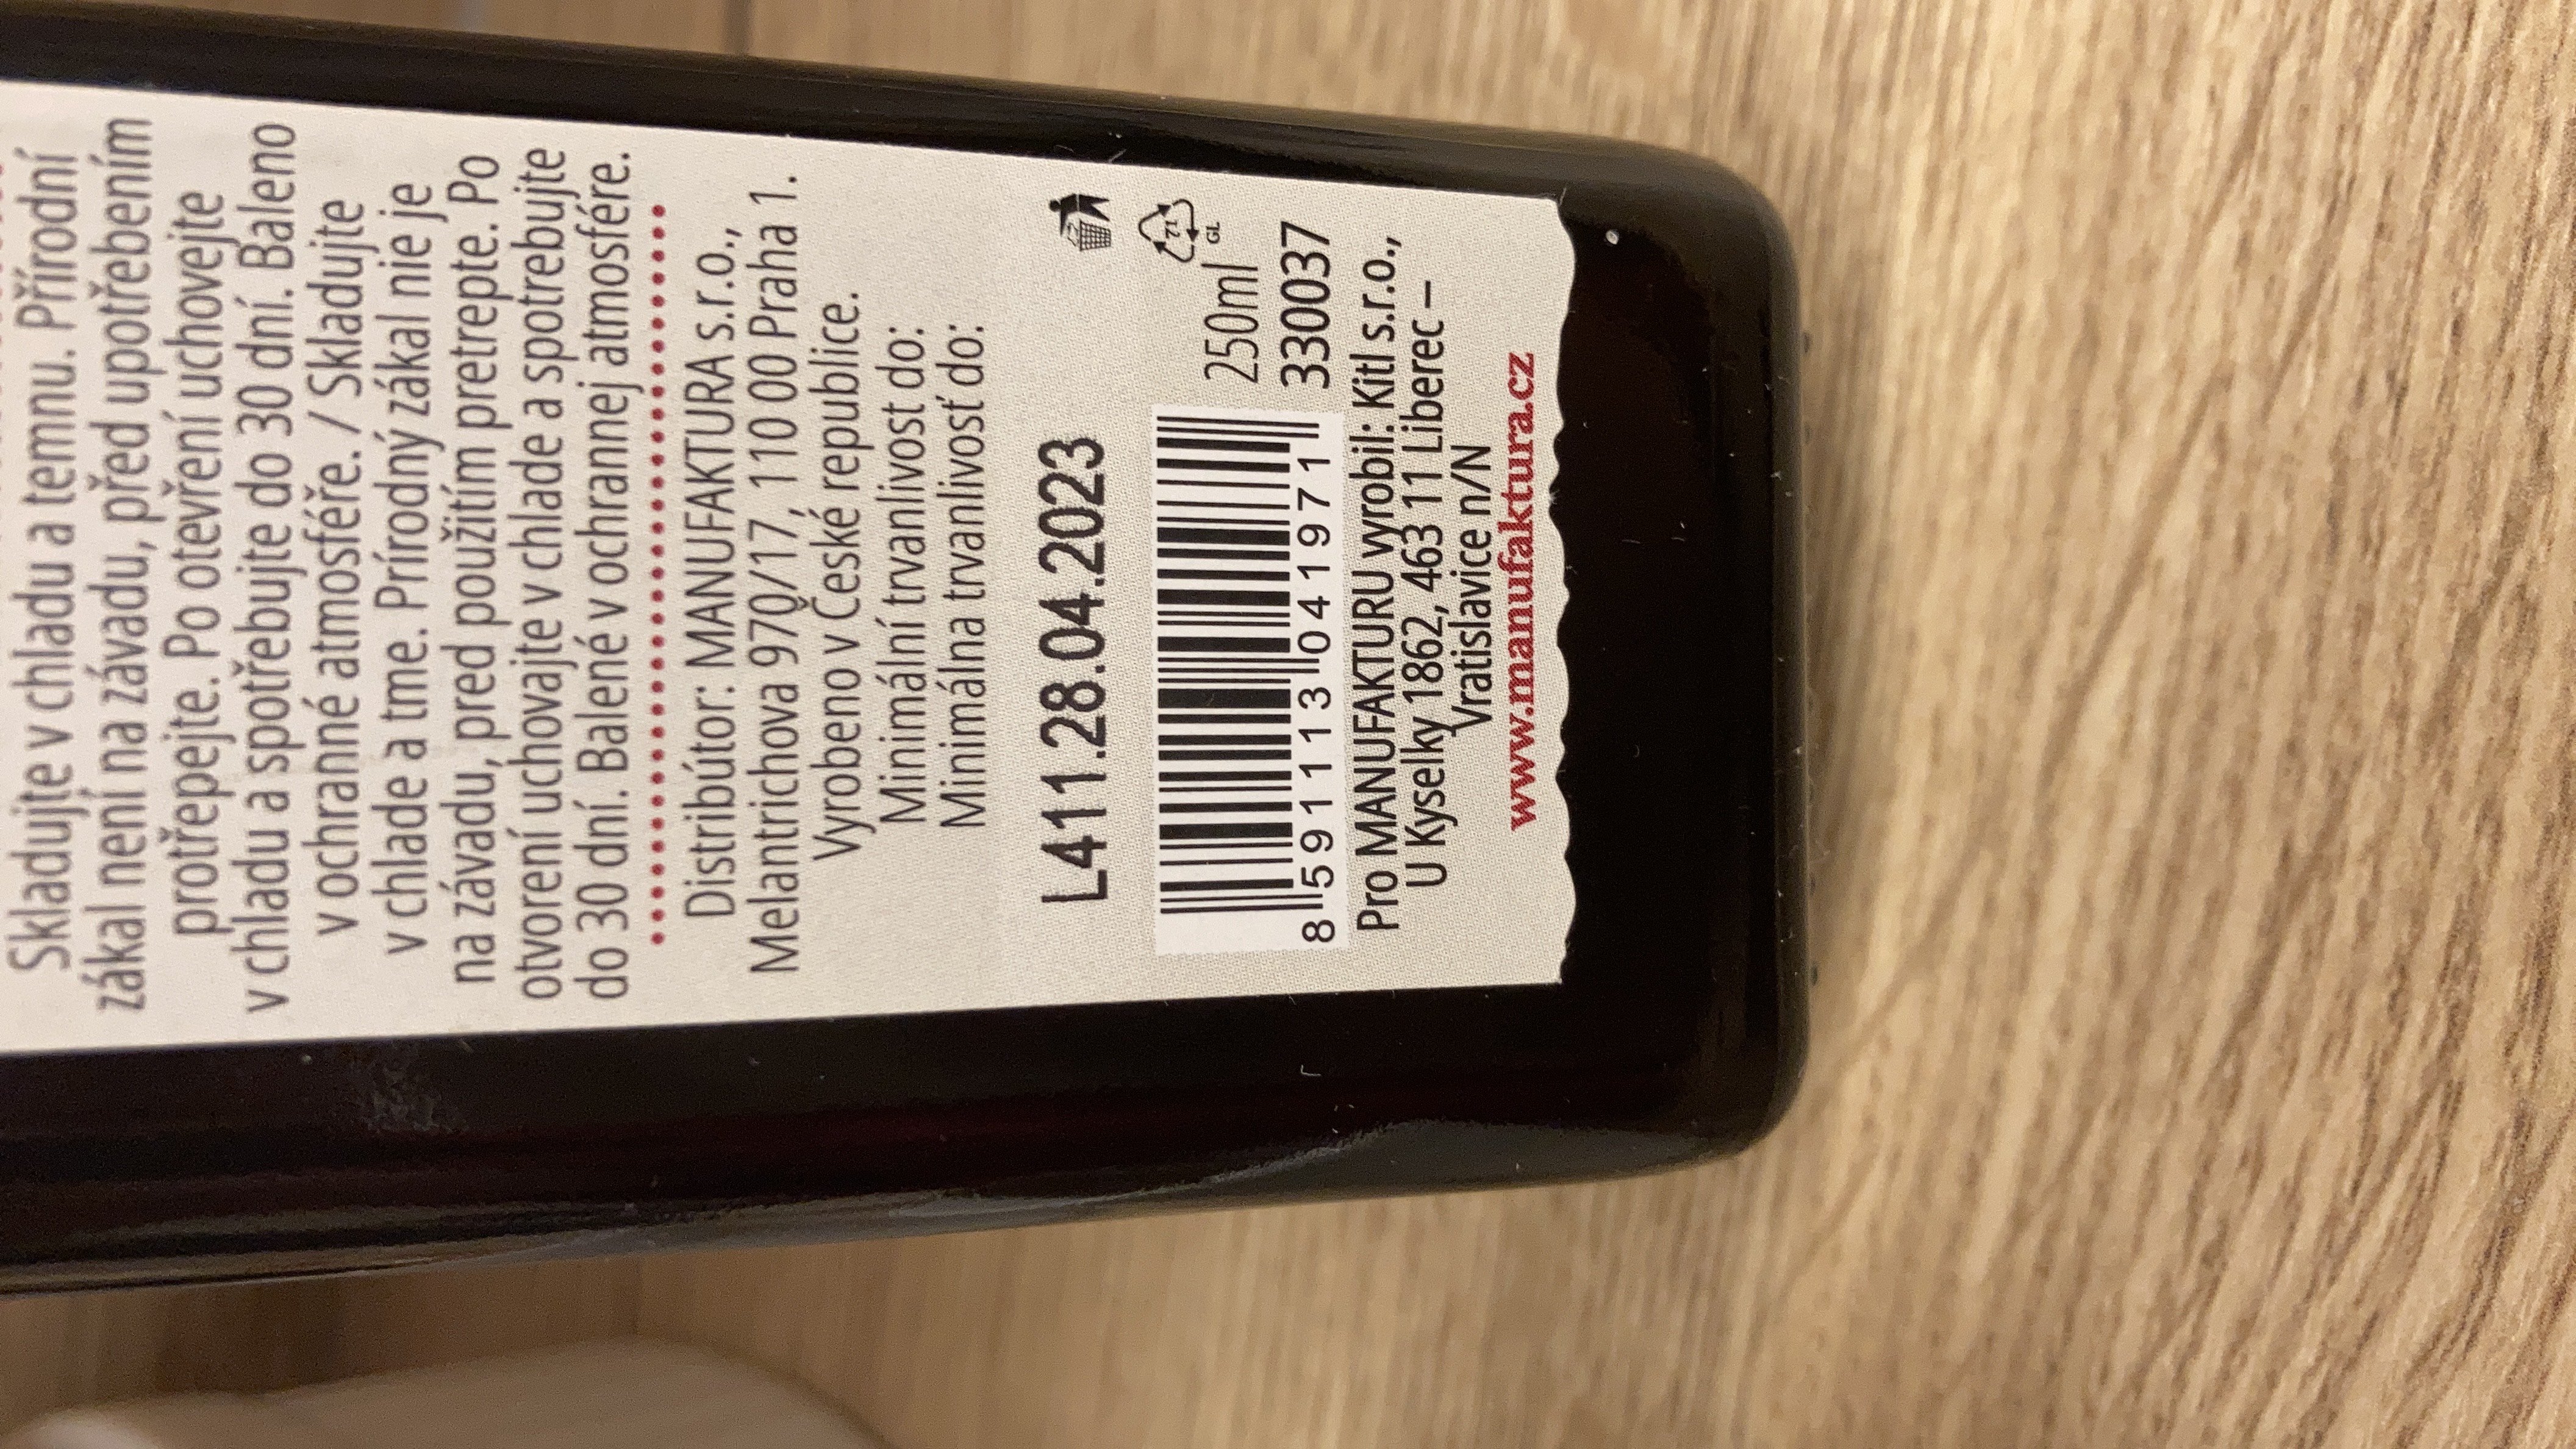 Skladujte v chladu a temnu. Přírodní
zákal není na závadu, před upotřebením
protřepejte. Po otevření uchovejte
v chladu a spotřebujte do 30 dní. Baleno
v ochranné atmosféře. / Skladujte
v chlade a tme. Prírodný zákal nie je
na závadu, pred použitím pretrepte. Po
otvorení uchovajte v chlade a spotrebujte
do 30 dní. Balené v ochrannej atmosfére.
Distribútor: MANUFAKTURA s.r.o.,
Melantrichova 970/17, 110 00 Praha 1.
Vyrobeno v České republice.
Minimální trvanlivost do:
Minimálna trvanlivosť do:
L411.28.04.2023
71
GL
250ml
330037
8 591113 041971
Pro MANUFAKTURU vyrobil: Kitl s.r.o.,
U Kyselky 1862, 463 11 Liberec –
Vratislavice n/N
www.manufaktura.cz